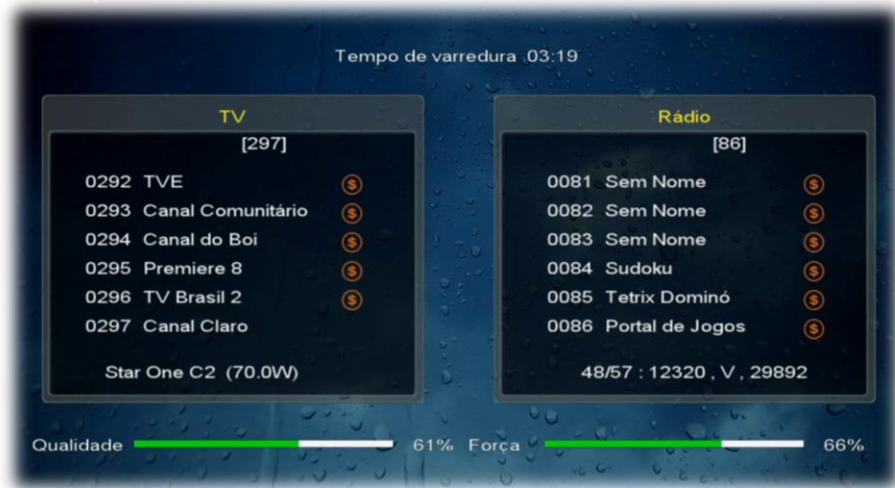 Tempo de varredura 03:19
TV
[297]
0292 TVE $
0293 Canal Comunitário $
0294 Canal do Boi $
0295 Premiere 8 $
0296 TV Brasil 2 $
0297 Canal Claro
Star One C2 (70.0W)
Rádio
[86]
0081 Sem Nome $
0082 Sem Nome $
0083 Sem Nome $
0084 Sudoku $
0085 Tetrix Dominó $
0086 Portal de Jogos $
48/57 : 12320 , V , 29892
Qualidade 61% Força 66%